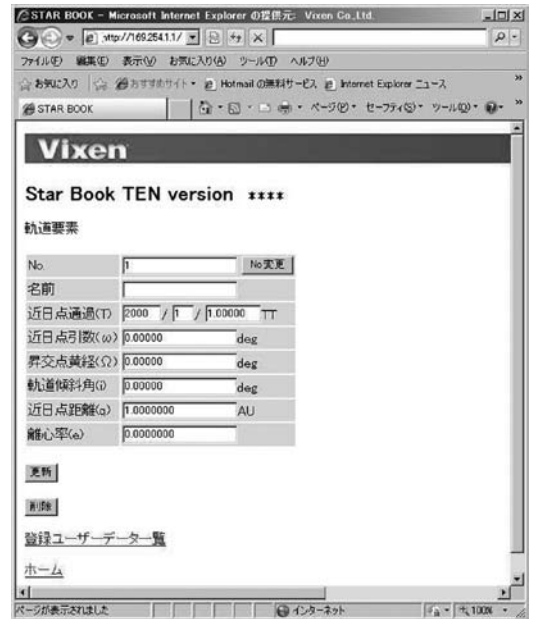 STAR BOOK - Microsoft Internet Explorer の提供元: Vixen Co.,Ltd.
http://169.254.1.1/
ファイル(F) 編集(E) 表示(V) お気に入り(A) ツール(T) ヘルプ(H)
お気に入り おすすめサイト Hotmail の無料サービス Internet Explorer ニュース
STAR BOOK ページ(P) セーフティ(S) ツール(O)
Vixen
Star Book TEN version ****
軌道要素
No. 1 No変更
名前
近日点通過(T) 2000 / 1 / 1.00000 TT
近日点引数(ω) 0.00000 deg
昇交点黄経(Ω) 0.00000 deg
軌道傾斜角(i) 0.00000 deg
近日点距離(q) 1.0000000 AU
離心率(e) 0.0000000
更新
削除
登録ユーザーデータ一覧
ホーム
ページが表示されました インターネット 100%